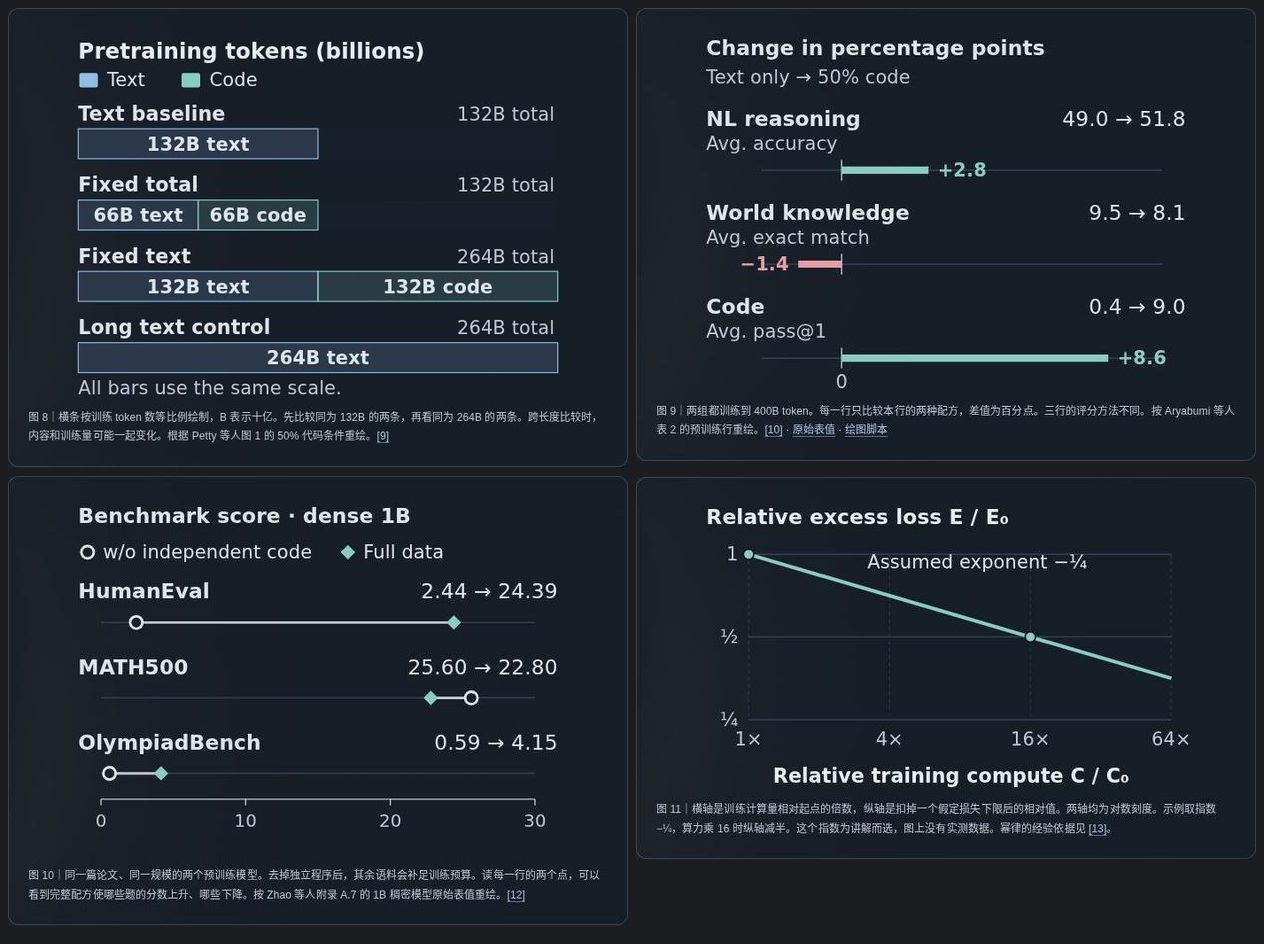 Pretraining tokens (billions)
Text Code
Text baseline 132B total
132B text
Fixed total 132B total
66B text 66B code
Fixed text 264B total
132B text 132B code
Long text control 264B total
264B text
All bars use the same scale.
图 8｜横条按训练 token 数等比例绘制，B 表示十亿。先比较同为 132B 的两条，再看同为 264B 的两条。跨长度比较时，
内容和训练量可能一起变化。根据 Petty 等人图 1 的 50% 代码条件重绘。[9]
Change in percentage points
Text only → 50% code
NL reasoning 49.0 → 51.8
Avg. accuracy
+2.8
World knowledge 9.5 → 8.1
Avg. exact match
−1.4
Code 0.4 → 9.0
Avg. pass@1
+8.6
0
图 9｜两组都训练到 400B token。每一行只比较本行的两种配方，差值为百分点。三行的评分方法不同。按 Aryabumi 等人
表 2 的预训练行重绘。[10] · 原始表值 · 绘图脚本
Benchmark score · dense 1B
w/o independent code Full data
HumanEval 2.44 → 24.39
MATH500 25.60 → 22.80
OlympiadBench 0.59 → 4.15
0 10 20 30
图 10｜同一篇论文、同一规模的两个预训练模型。去掉独立程序后，其余语料会补足训练预算。读每一行的两个点，可以
看到完整配方使哪些题的分数上升、哪些下降。按 Zhao 等人附录 A.7 的 1B 稠密模型原始表值重绘。[12]
Relative excess loss E / E₀
1
Assumed exponent −¼
½
¼
1× 4× 16× 64×
Relative training compute C / C₀
图 11｜横轴是训练计算量相对起点的倍数，纵轴是扣掉一个假定损失下限后的相对值。两轴均为对数刻度。示例取指数
−¼，算力乘 16 时纵轴减半。这个指数为讲解而选，图上没有实测数据。幂律的经验依据见 [13]。